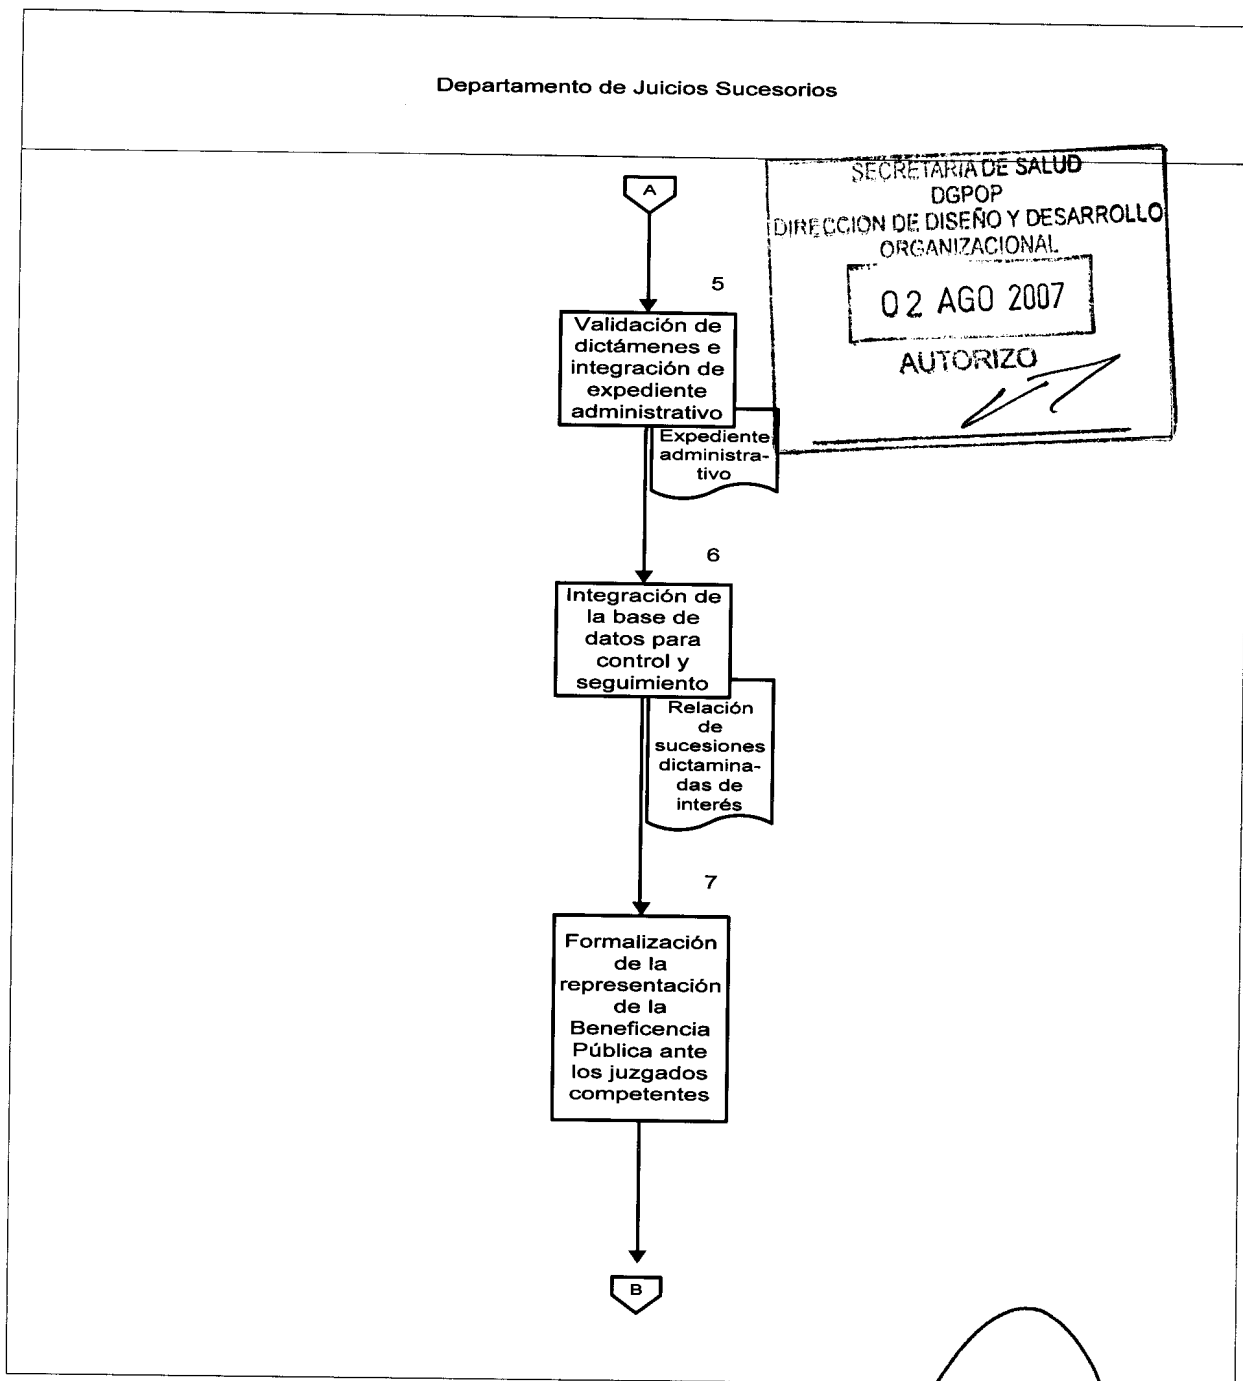 Departamento de Juicios Sucesorios
SECRETARIA DE SALUD
DGPOP
DIRECCION DE DISEÑO Y DESARROLLO
ORGANIZACIONAL
02 AGO 2007
AUTORIZO
A
5
Validación de
dictámenes e
integración de
expediente
administrativo
Expediente
administra-
tivo
6
Integración de
la base de
datos para
control y
seguimiento
Relación
de
sucesiones
dictamina-
das de
interés
7
Formalización
de la
representación
de la
Beneficencia
Pública ante
los juzgados
competentes
B